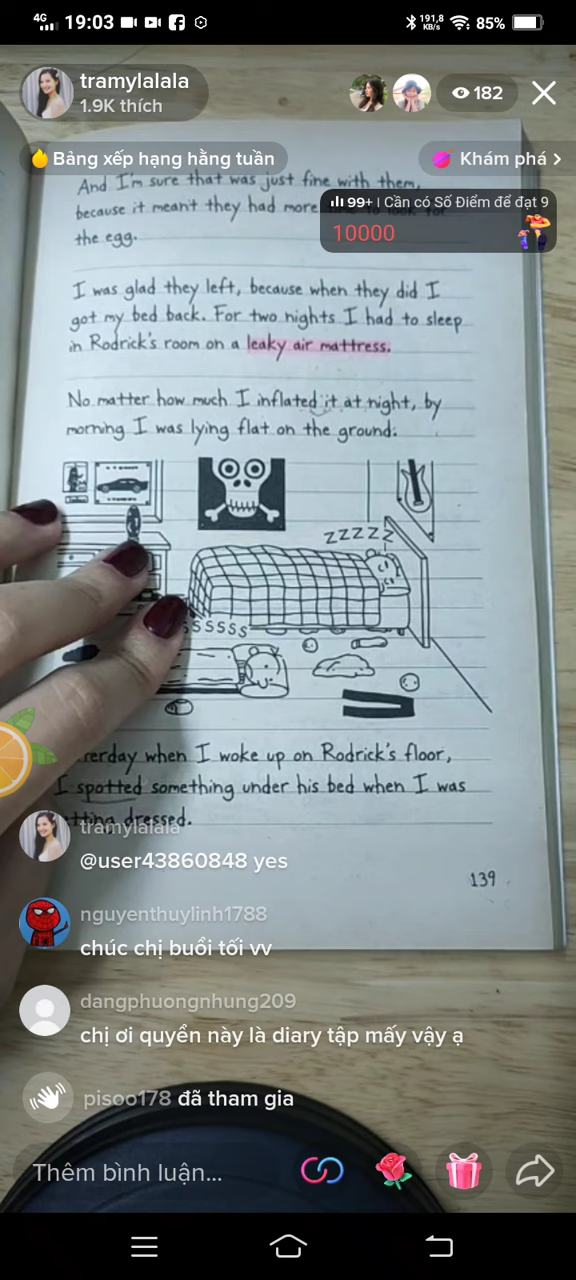 4G 19:03 191,8 KB/s 85%
tramylalala
1.9K thích
182
Bảng xếp hạng hằng tuần
Khám phá
99+ | Cần có Số Điểm để đạt 9
10000
And I'm sure that was just fine with them,
because it meant they had more
the egg.
I was glad they left, because when they did I
got my bed back. For two nights I had to sleep
in Rodrick's room on a leaky air mattress.
No matter how much I inflated it at night, by
morning I was lying flat on the ground.
ZZZZZ
SSSSS
terday when I woke up on Rodrick's floor,
I spotted something under his bed when I was
dressed.
139
tramylalala
@user43860848 yes
nguyenthuylinh1788
chúc chị buổi tối vv
dangphuongnhung209
chị ơi quyển này là diary tập mấy vậy ạ
pisoo178 đã tham gia
Thêm bình luận...